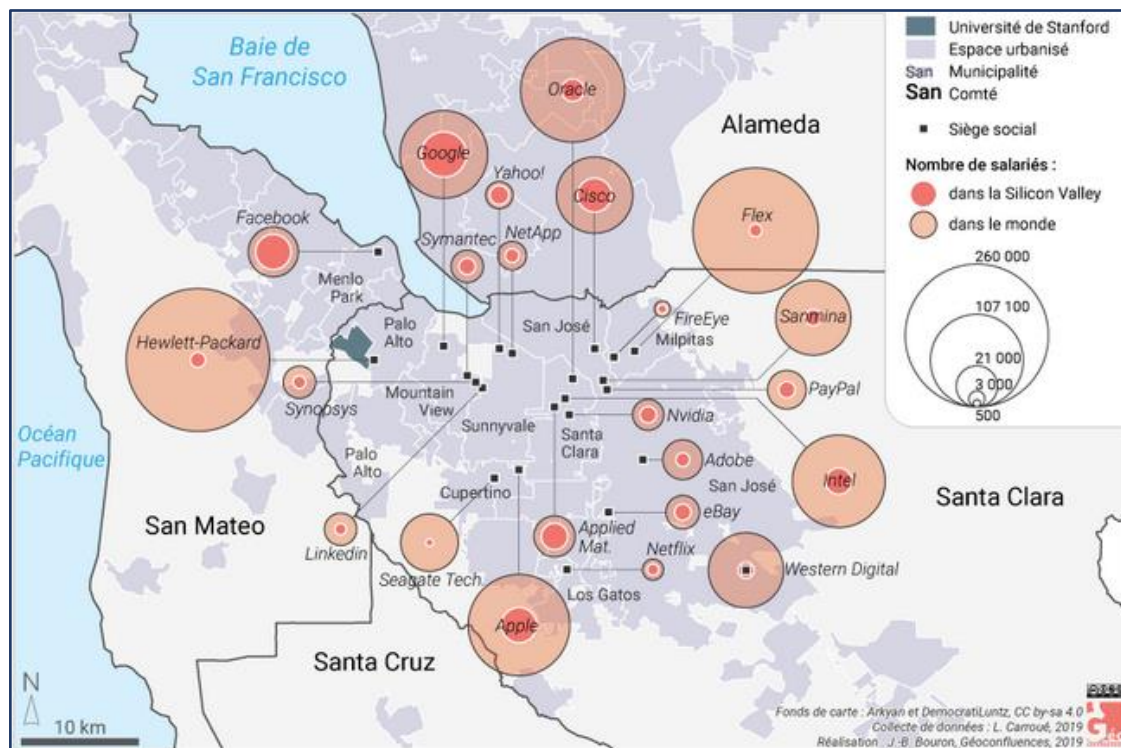 Baie de
San Francisco
Océan
Pacifique
Alameda
San Mateo
Santa Cruz
Santa Clara
Oracle
Google
Yahoo!
Cisco
Flex
Facebook
Symantec
NetApp
Menlo
Park
San José
FireEye
Milpitas
Sanmina
Hewlett-Packard
Palo
Alto
Synopsys
Mountain
View
Sunnyvale
Santa
Clara
Nvidia
PayPal
Palo
Alto
Cupertino
Adobe
San José
Intel
eBay
Linkedin
Seagate Tech.
Applied
Mat.
Netflix
Los Gatos
Western Digital
Apple
N
10 km
Université de Stanford
Espace urbanisé
San Municipalité
San Comté
Siège social
Nombre de salariés :
dans la Silicon Valley
dans le monde
260 000
107 100
21 000
3 000
500
Fonds de carte : Arkyan et DemocratiLuntz, CC by-sa 4.0
Collecte de données : L. Carroué, 2019
Réalisation : J.-B. Bouron, Géoconfluences, 2019